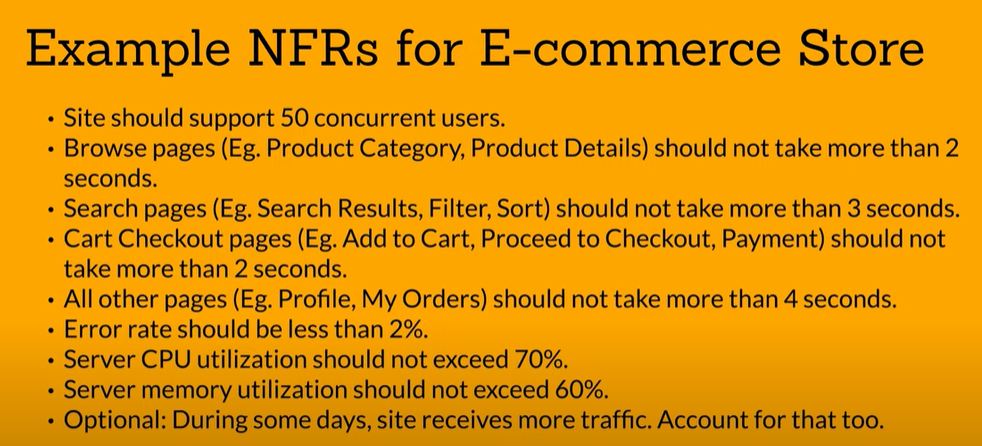 Example NFRs for E-commerce Store
• Site should support 50 concurrent users.
• Browse pages (Eg. Product Category, Product Details) should not take more than 2
seconds.
• Search pages (Eg. Search Results, Filter, Sort) should not take more than 3 seconds.
• Cart Checkout pages (Eg. Add to Cart, Proceed to Checkout, Payment) should not
take more than 2 seconds.
• All other pages (Eg. Profile, My Orders) should not take more than 4 seconds.
• Error rate should be less than 2%.
• Server CPU utilization should not exceed 70%.
• Server memory utilization should not exceed 60%.
• Optional: During some days, site receives more traffic. Account for that too.